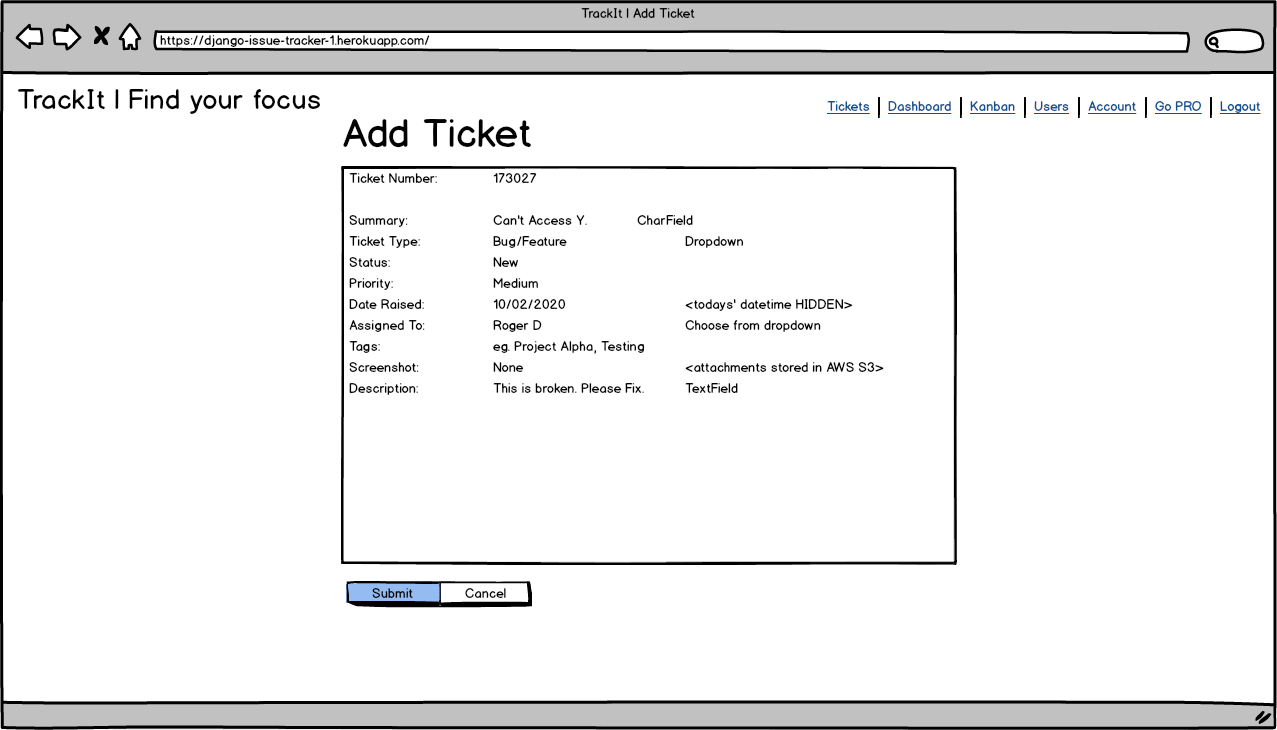 TrackIt | Add Ticket
https://django-issue-tracker-1.herokuapp.com/
TrackIt | Find your focus
Tickets | Dashboard | Kanban | Users | Account | Go PRO | Logout
Add Ticket
Ticket Number: 173027
Summary: Can't Access Y. CharField
Ticket Type: Bug/Feature Dropdown
Status: New
Priority: Medium
Date Raised: 10/02/2020 <todays' datetime HIDDEN>
Assigned To: Roger D Choose from dropdown
Tags: eg. Project Alpha, Testing
Screenshot: None <attachments stored in AWS S3>
Description: This is broken. Please Fix. TextField
Submit Cancel